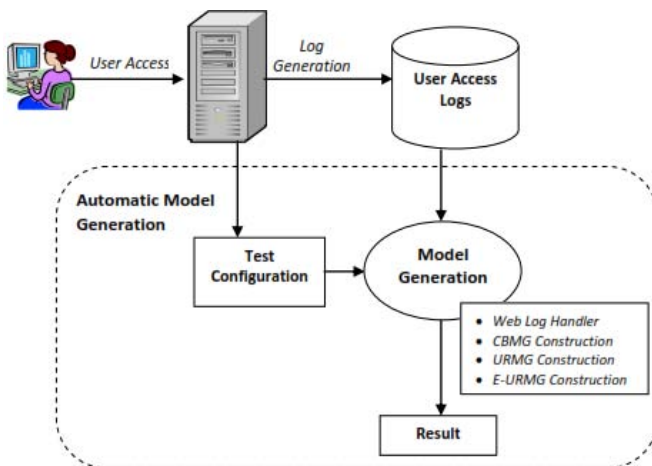 User Access
Log
Generation
User Access
Logs
Automatic Model
Generation
Test
Configuration
Model
Generation
• Web Log Handler
• CBMG Construction
• URMG Construction
• E-URMG Construction
Result